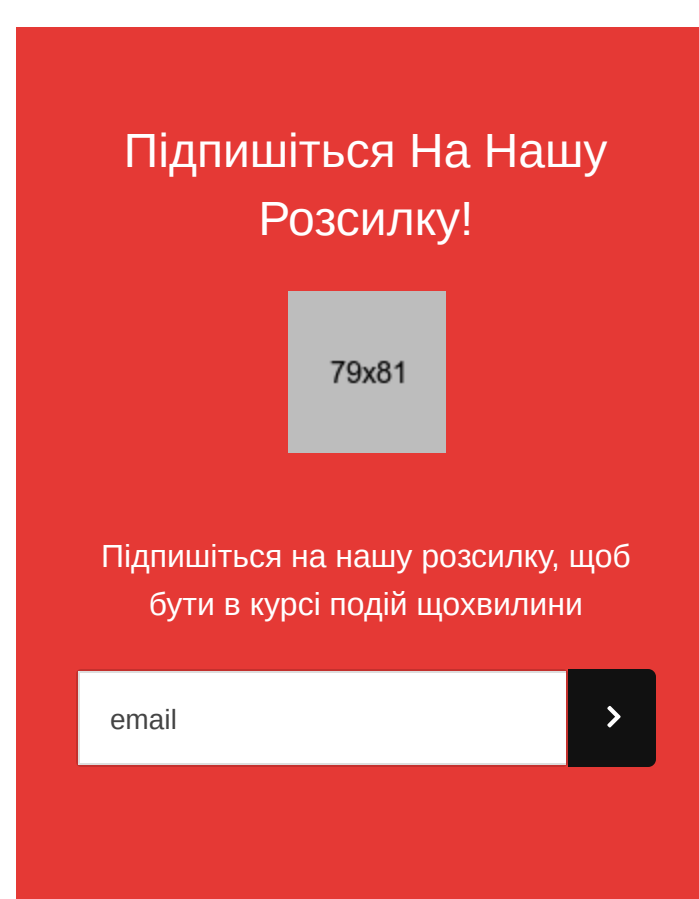 Підпишіться На Нашу
Розсилку!
79x81
Підпишіться на нашу розсилку, щоб
бути в курсі подій щохвилини
email